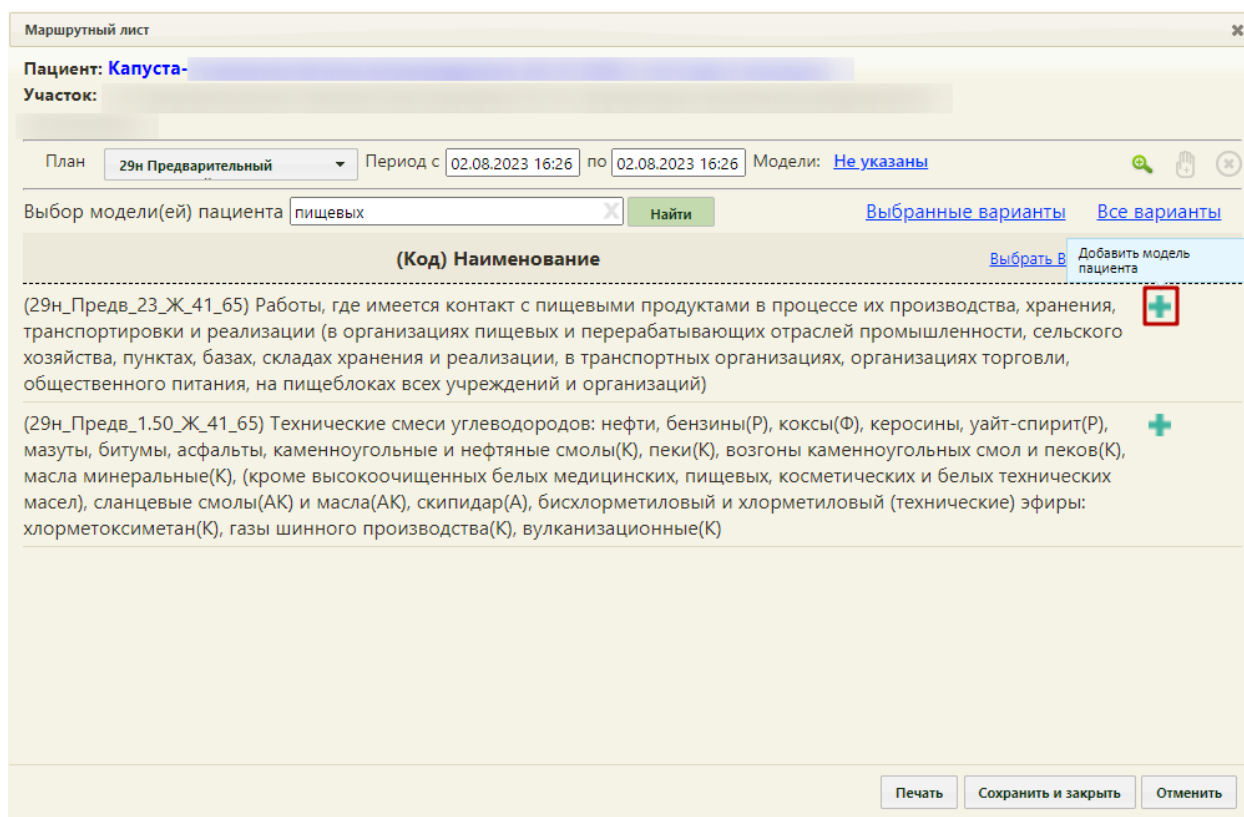 Маршрутный лист
Пациент: Капуста-
Участок:
План 29н Предварительный Период с 02.08.2023 16:26 по 02.08.2023 16:26 Модели: Не указаны
Выбор модели(ей) пациента пищевых X Найти Выбранные варианты Все варианты
(Код) Наименование Выбрать В
Добавить модель
пациента
(29н_Предв_23_Ж_41_65) Работы, где имеется контакт с пищевыми продуктами в процессе их производства, хранения,
транспортировки и реализации (в организациях пищевых и перерабатывающих отраслей промышленности, сельского
хозяйства, пунктах, базах, складах хранения и реализации, в транспортных организациях, организациях торговли,
общественного питания, на пищеблоках всех учреждений и организаций)
(29н_Предв_1.50_Ж_41_65) Технические смеси углеводородов: нефти, бензины(Р), коксы(Ф), керосины, уайт-спирит(Р),
мазуты, битумы, асфальты, каменноугольные и нефтяные смолы(К), пеки(К), возгоны каменноугольных смол и пеков(К),
масла минеральные(К), (кроме высокоочищенных белых медицинских, пищевых, косметических и белых технических
масел), сланцевые смолы(АК) и масла(АК), скипидар(А), бисхлорметиловый и хлорметиловый (технические) эфиры:
хлорметоксиметан(К), газы шинного производства(К), вулканизационные(К)
Печать Сохранить и закрыть Отменить